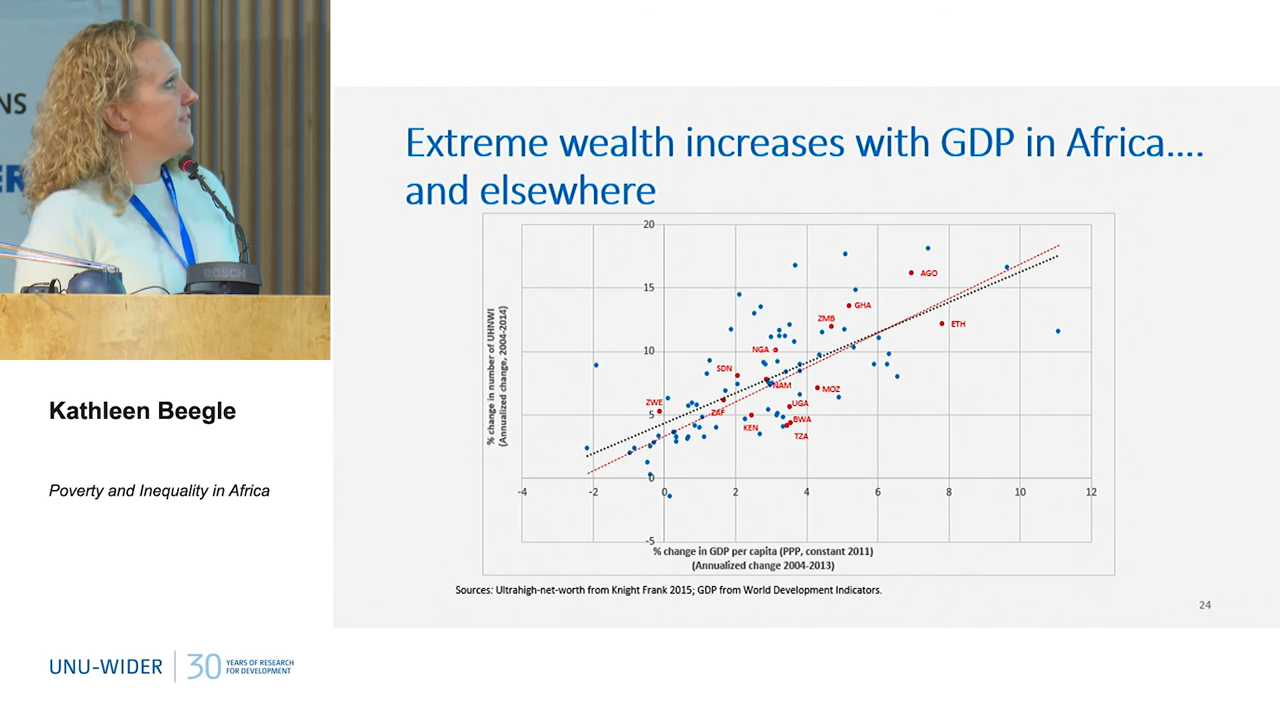 NS
ER
BOSCH
Kathleen Beegle
Poverty and Inequality in Africa
UNU-WIDER
30
YEARS OF RESEARCH
FOR DEVELOPMENT
Extreme wealth increases with GDP in Africa....
and elsewhere
% change in number of UHNWI
(Annualized change, 2004-2014)
20
15
10
5
0
-5
-4
-2
0
2
4
6
8
10
12
AGO
GHA
ZMB
ETH
NGA
SDN
NAM
MOZ
ZWE
ZAF
UGA
KEN
BWA
TZA
% change in GDP per capita (PPP, constant 2011)
(Annualized change 2004-2013)
Sources: Ultrahigh-net-worth from Knight Frank 2015; GDP from World Development Indicators.
24